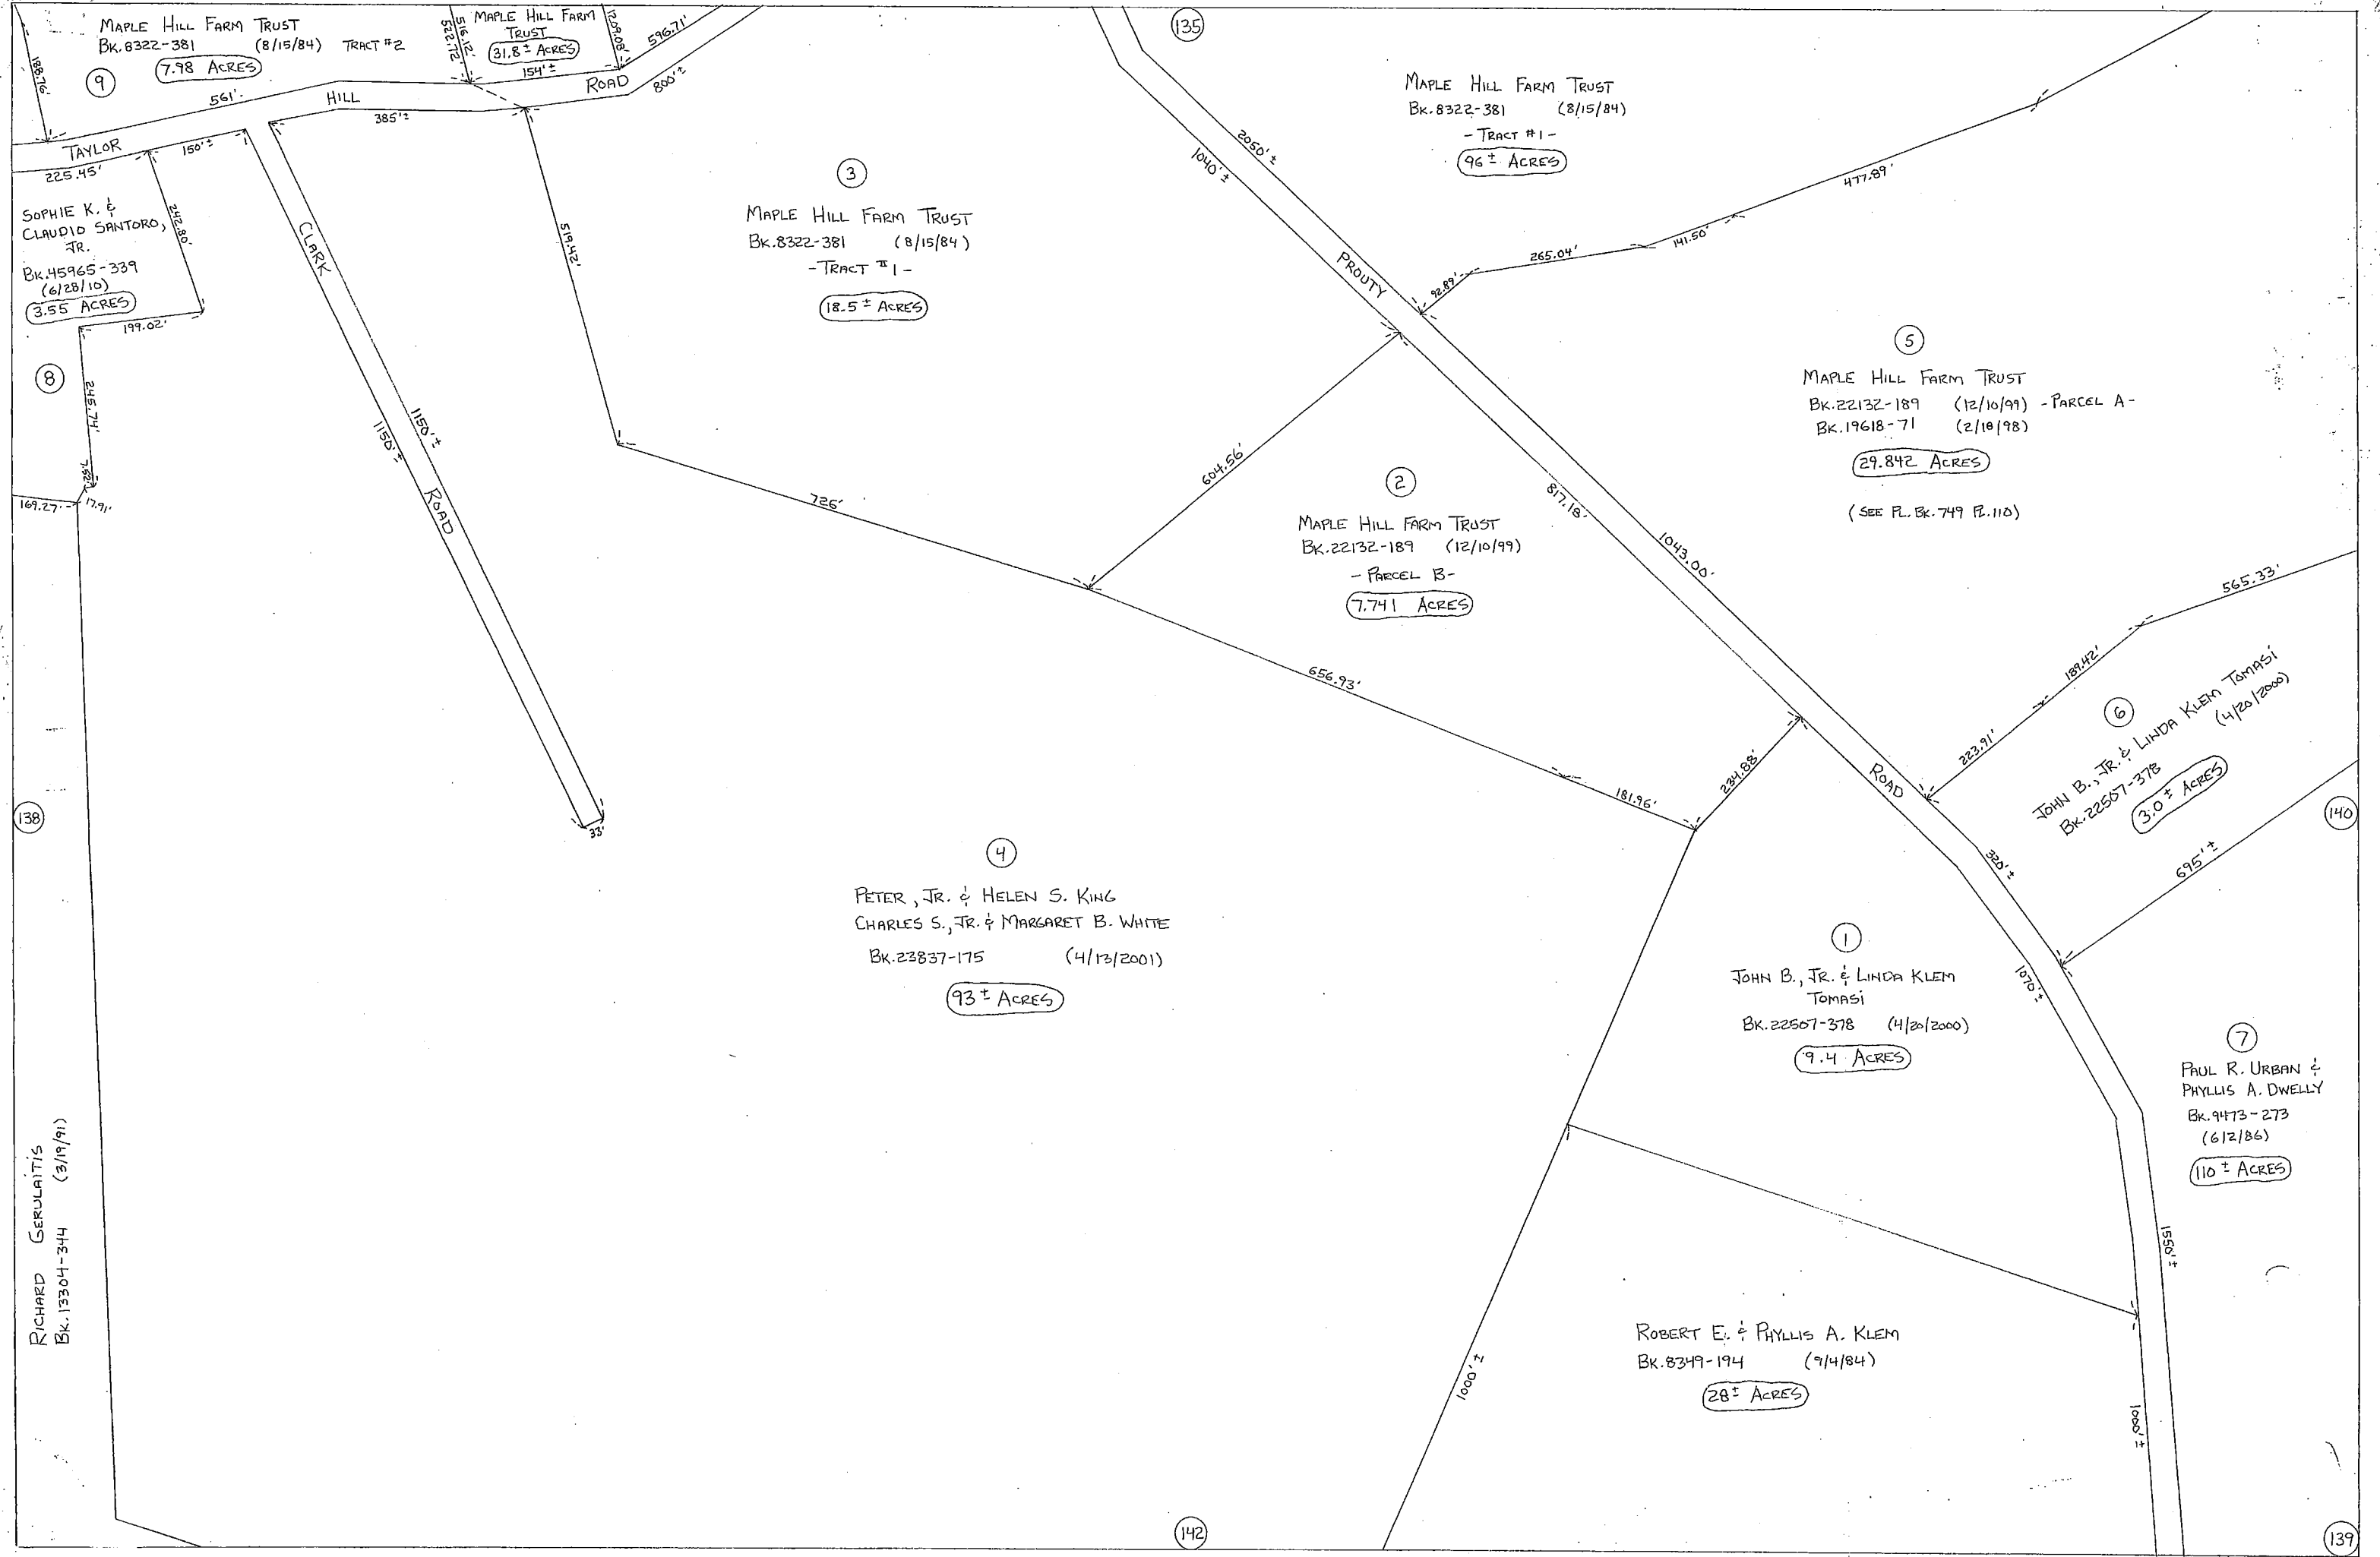 MAPLE HILL FARM TRUST
BK.8322-381 (8/15/84) TRACT #2
7.98 ACRES
9
188.76'
561'
516.12'
522.72'
MAPLE HILL FARM
TRUST
31.8± ACRES
154'±
1209.08'
596.71'
800'±
TAYLOR HILL ROAD
385'±
150'±
225.45'
SOPHIE K. &
CLAUDIO SANTORO,
JR.
BK.45965-339
(6/28/10)
3.55 ACRES
242.80'
199.02'
8
245.74'
7.52'
17.91'
169.27'
CLARK ROAD
1150'±
1150'±
33'
519.42'
3
MAPLE HILL FARM TRUST
BK.8322-381 (8/15/84)
-TRACT #1-
18.5± ACRES
726'
604.56'
135
2050'±
1040'±
PROUTY ROAD
MAPLE HILL FARM TRUST
BK.8322-381 (8/15/84)
-TRACT #1-
96± ACRES
477.89'
141.50'
265.04'
92.89'
5
MAPLE HILL FARM TRUST
BK.22132-189 (12/10/99) -PARCEL A-
BK.19618-71 (2/18/98)
29.842 ACRES
(SEE PL.BK.749 PL.110)
2
MAPLE HILL FARM TRUST
BK.22132-189 (12/10/99)
-PARCEL B-
7.741 ACRES
817.18'
1043.00'
656.93'
181.96'
234.88'
565.33'
189.42'
223.91'
6
JOHN B., JR. & LINDA KLEM TOMASI
BK.22507-378 (4/20/2000)
3.0± ACRES
695'±
320'±
138
140
4
PETER, JR. & HELEN S. KING
CHARLES S., JR. & MARGARET B. WHITE
BK.23837-175 (4/13/2001)
93± ACRES
1
JOHN B., JR. & LINDA KLEM
TOMASI
BK.22507-378 (4/20/2000)
9.4 ACRES
1070'±
7
PAUL R. URBAN &
PHYLLIS A. DWELLY
BK.9473-273
(6/2/86)
110± ACRES
1550'±
RICHARD GERULAITIS
BK.13304-344 (3/19/91)
ROBERT E. & PHYLLIS A. KLEM
BK.8349-194 (9/4/84)
28± ACRES
1000'±
1000'±
142
139